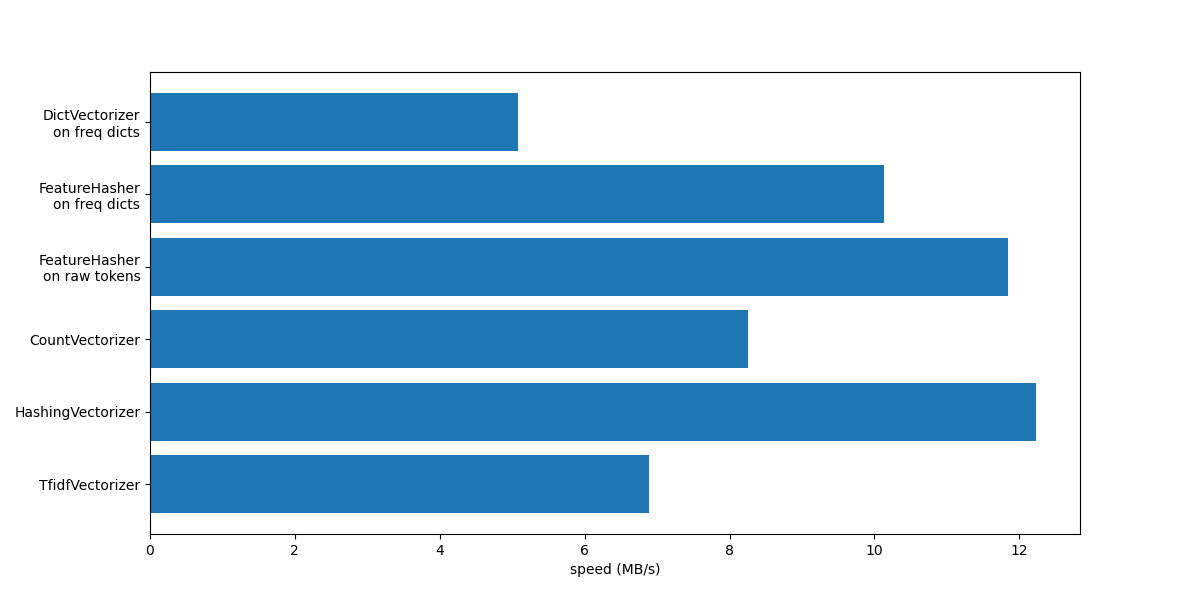 DictVectorizer
on freq dicts
FeatureHasher
on freq dicts
FeatureHasher
on raw tokens
CountVectorizer
HashingVectorizer
TfidfVectorizer
0 2 4 6 8 10 12
speed (MB/s)